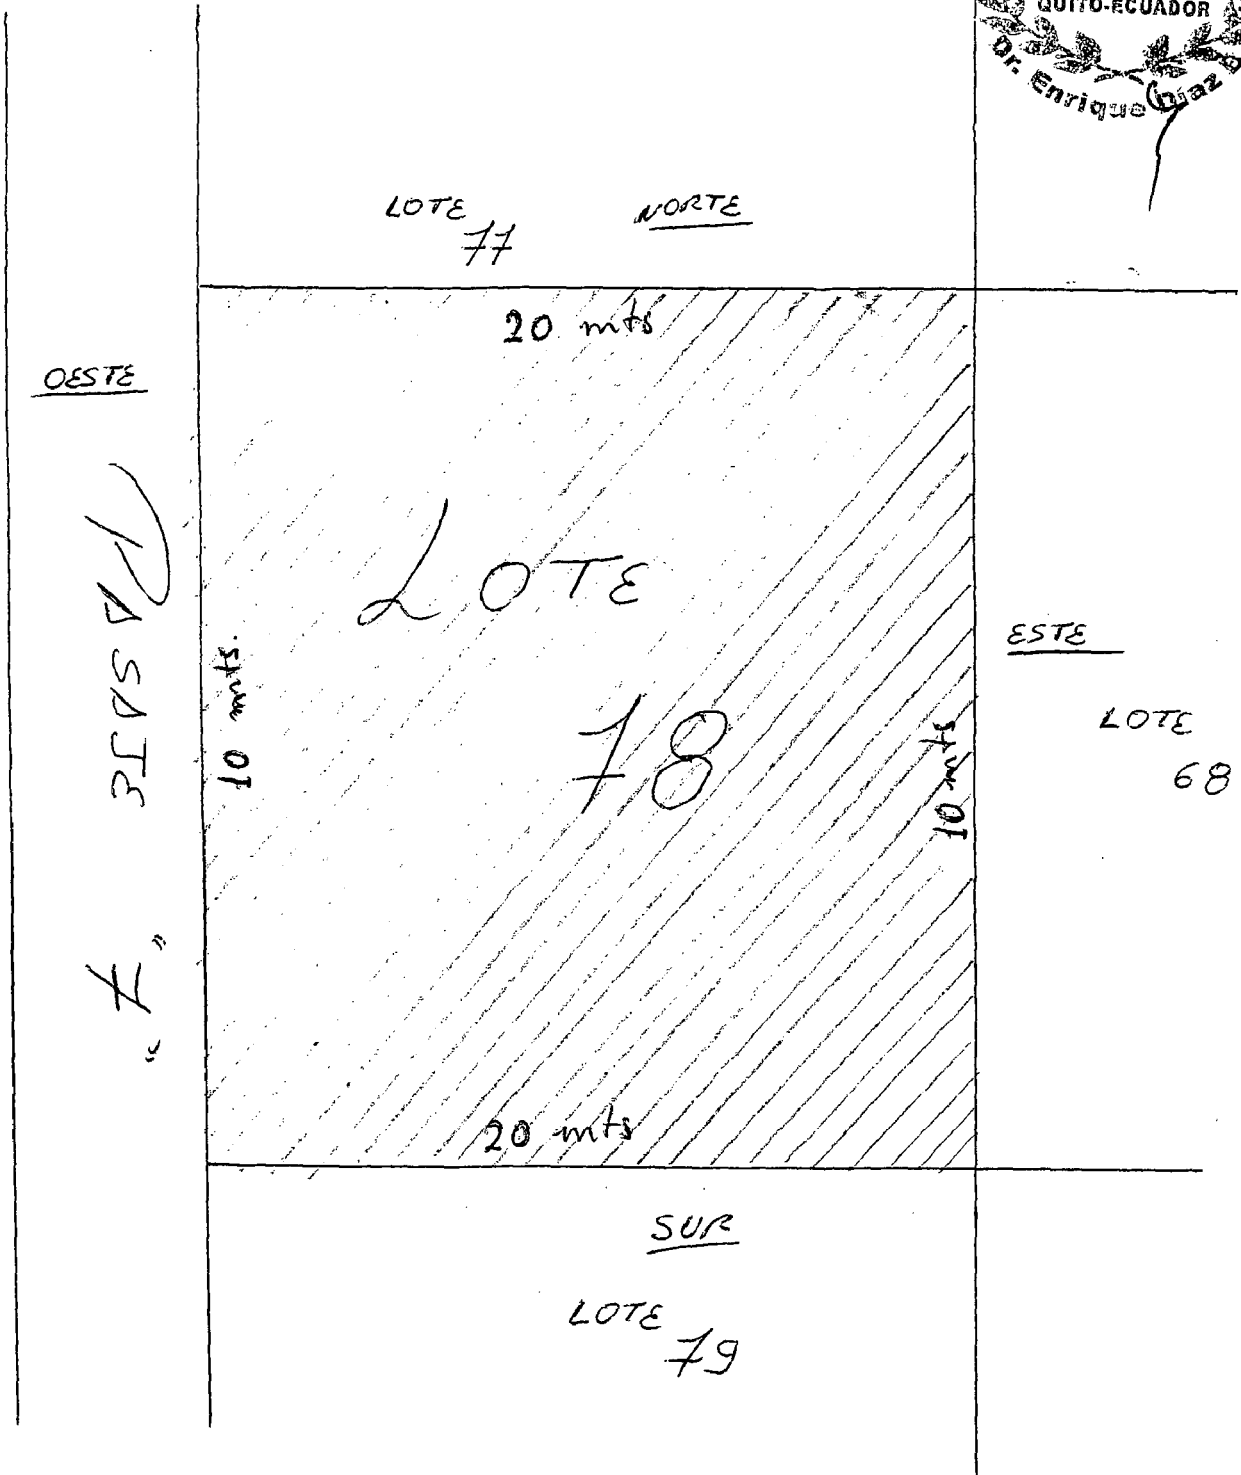 QUITO-ECUADOR
Dr. Enrique Díaz
LOTE
77
NORTE
20 mts
OESTE
PASAJE "7"
LOTE
78
10 mts.
10 mts
ESTE
LOTE
68
20 mts
SUR
LOTE
79